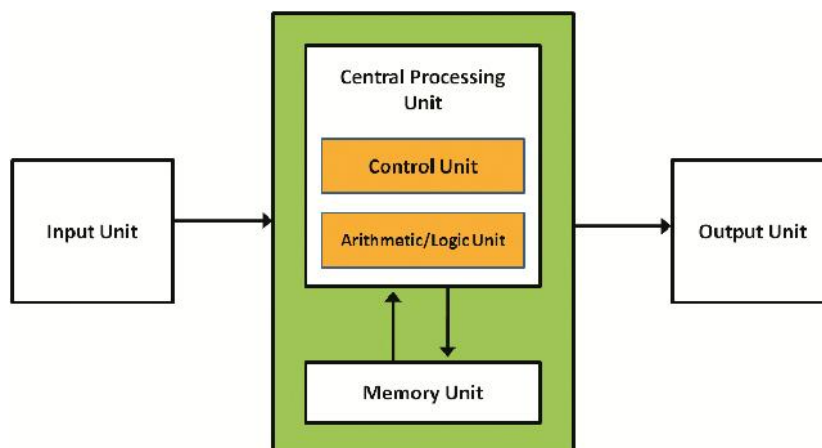 Central Processing
Unit
Control Unit
Arithmetic/Logic Unit
Input Unit
Output Unit
Memory Unit